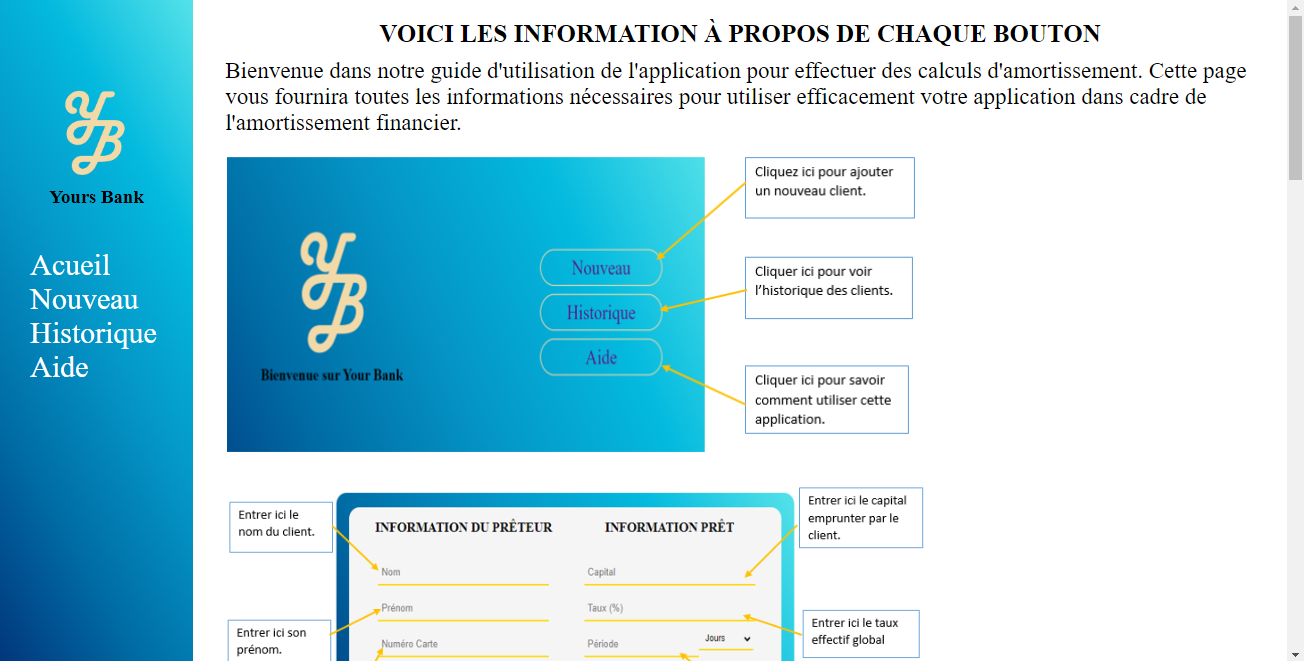 YB
Yours Bank
Acueil
Nouveau
Historique
Aide
VOICI LES INFORMATION À PROPOS DE CHAQUE BOUTON
Bienvenue dans notre guide d'utilisation de l'application pour effectuer des calculs d'amortissement. Cette page
vous fournira toutes les informations nécessaires pour utiliser efficacement votre application dans cadre de
l'amortissement financier.
YB
Bienvenue sur Your Bank
Nouveau
Historique
Aide
Cliquez ici pour ajouter
un nouveau client.
Cliquer ici pour voir
l’historique des clients.
Cliquer ici pour savoir
comment utiliser cette
application.
Entrer ici le
nom du client.
Entrer ici son
prénom.
INFORMATION DU PRÊTEUR
Nom
Prénom
Numéro Carte
INFORMATION PRÊT
Capital
Taux (%)
Période
Jours
Entrer ici le capital
emprunter par le
client.
Entrer ici le taux
effectif global